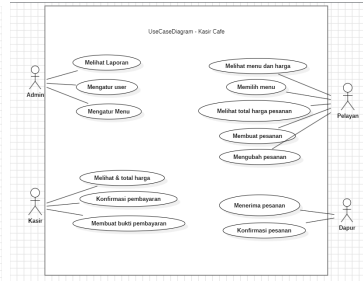 UseCaseDiagram - Kasir Cafe
Melihat Laporan
Mengatur user
Mengatur Menu
Admin
Melihat menu dan harga
Memilih menu
Melihat total harga pesanan
Membuat pesanan
Mengubah pesanan
Pelayan
Melihat & total harga
Konfirmasi pembayaran
Membuat bukti pembayaran
Kasir
Menerima pesanan
Konfirmasi pesanan
Dapur